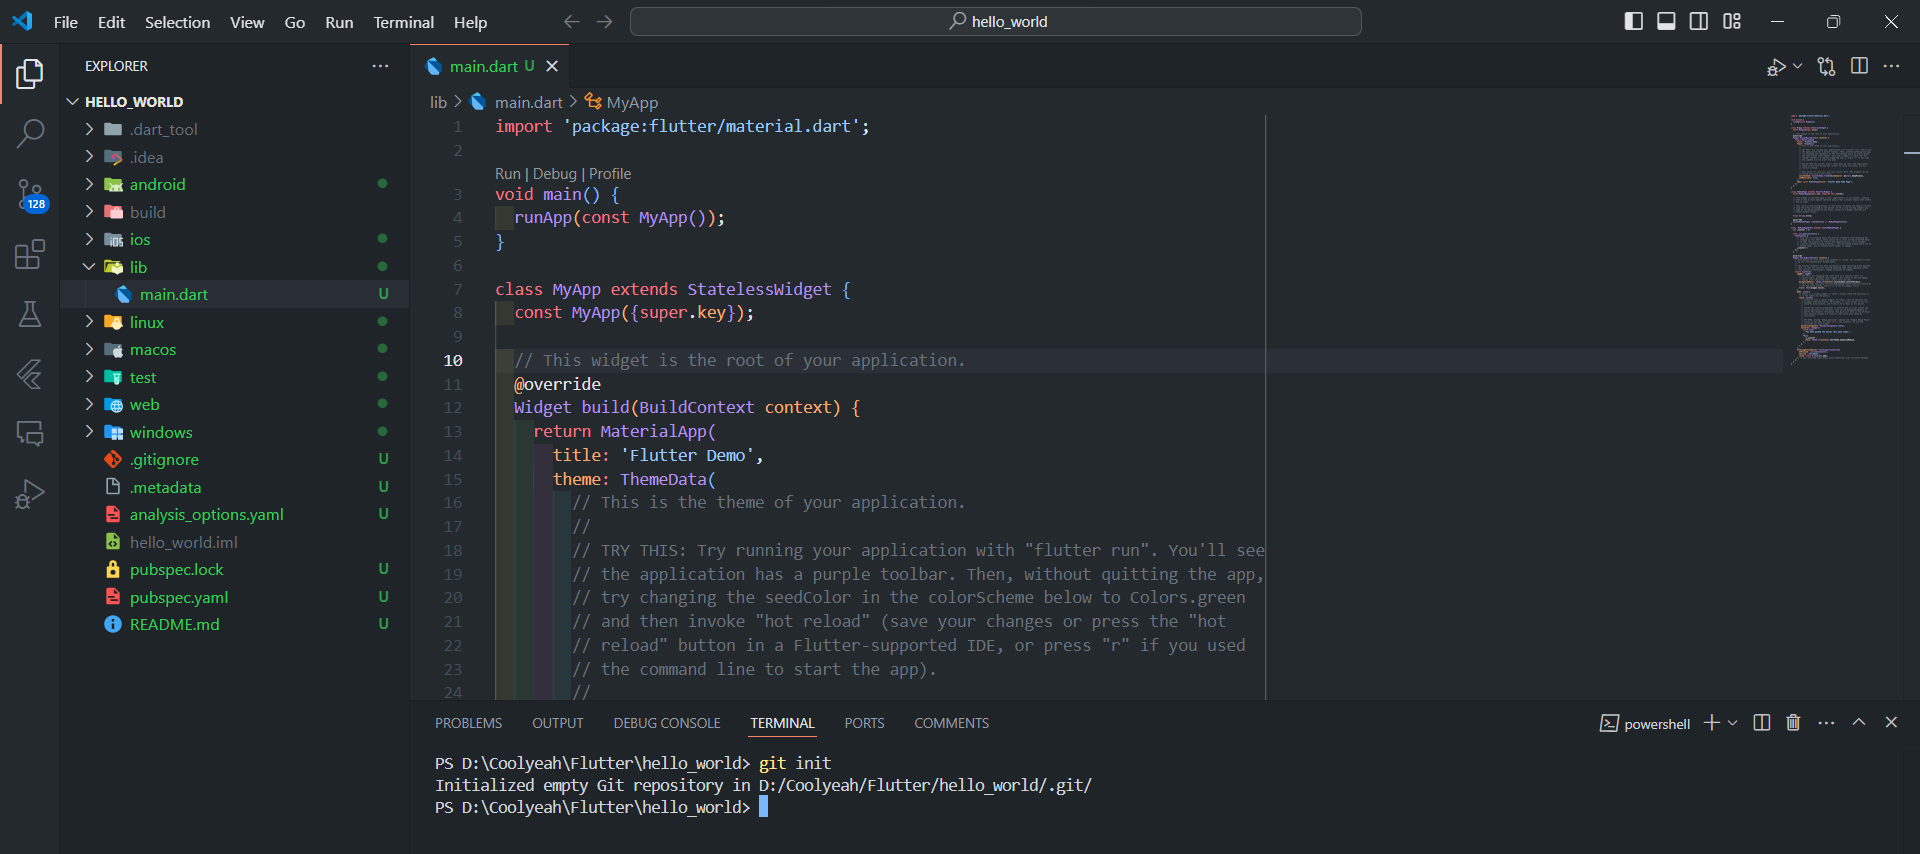 File Edit Selection View Go Run Terminal Help
hello_world
EXPLORER
HELLO_WORLD
.dart_tool
.idea
android
build
ios
lib
main.dart U
linux
macos
test
web
windows
.gitignore U
.metadata U
analysis_options.yaml U
hello_world.iml
pubspec.lock U
pubspec.yaml U
README.md U
128
main.dart U
lib > main.dart > MyApp
1 import 'package:flutter/material.dart';
2
Run | Debug | Profile
3 void main() {
4 runApp(const MyApp());
5 }
6
7 class MyApp extends StatelessWidget {
8 const MyApp({super.key});
9
10 // This widget is the root of your application.
11 @override
12 Widget build(BuildContext context) {
13 return MaterialApp(
14 title: 'Flutter Demo',
15 theme: ThemeData(
16 // This is the theme of your application.
17 //
18 // TRY THIS: Try running your application with "flutter run". You'll see
19 // the application has a purple toolbar. Then, without quitting the app,
20 // try changing the seedColor in the colorScheme below to Colors.green
21 // and then invoke "hot reload" (save your changes or press the "hot
22 // reload" button in a Flutter-supported IDE, or press "r" if you used
23 // the command line to start the app).
24 //
PROBLEMS OUTPUT DEBUG CONSOLE TERMINAL PORTS COMMENTS
powershell
PS D:\Coolyeah\Flutter\hello_world> git init
Initialized empty Git repository in D:/Coolyeah/Flutter/hello_world/.git/
PS D:\Coolyeah\Flutter\hello_world>